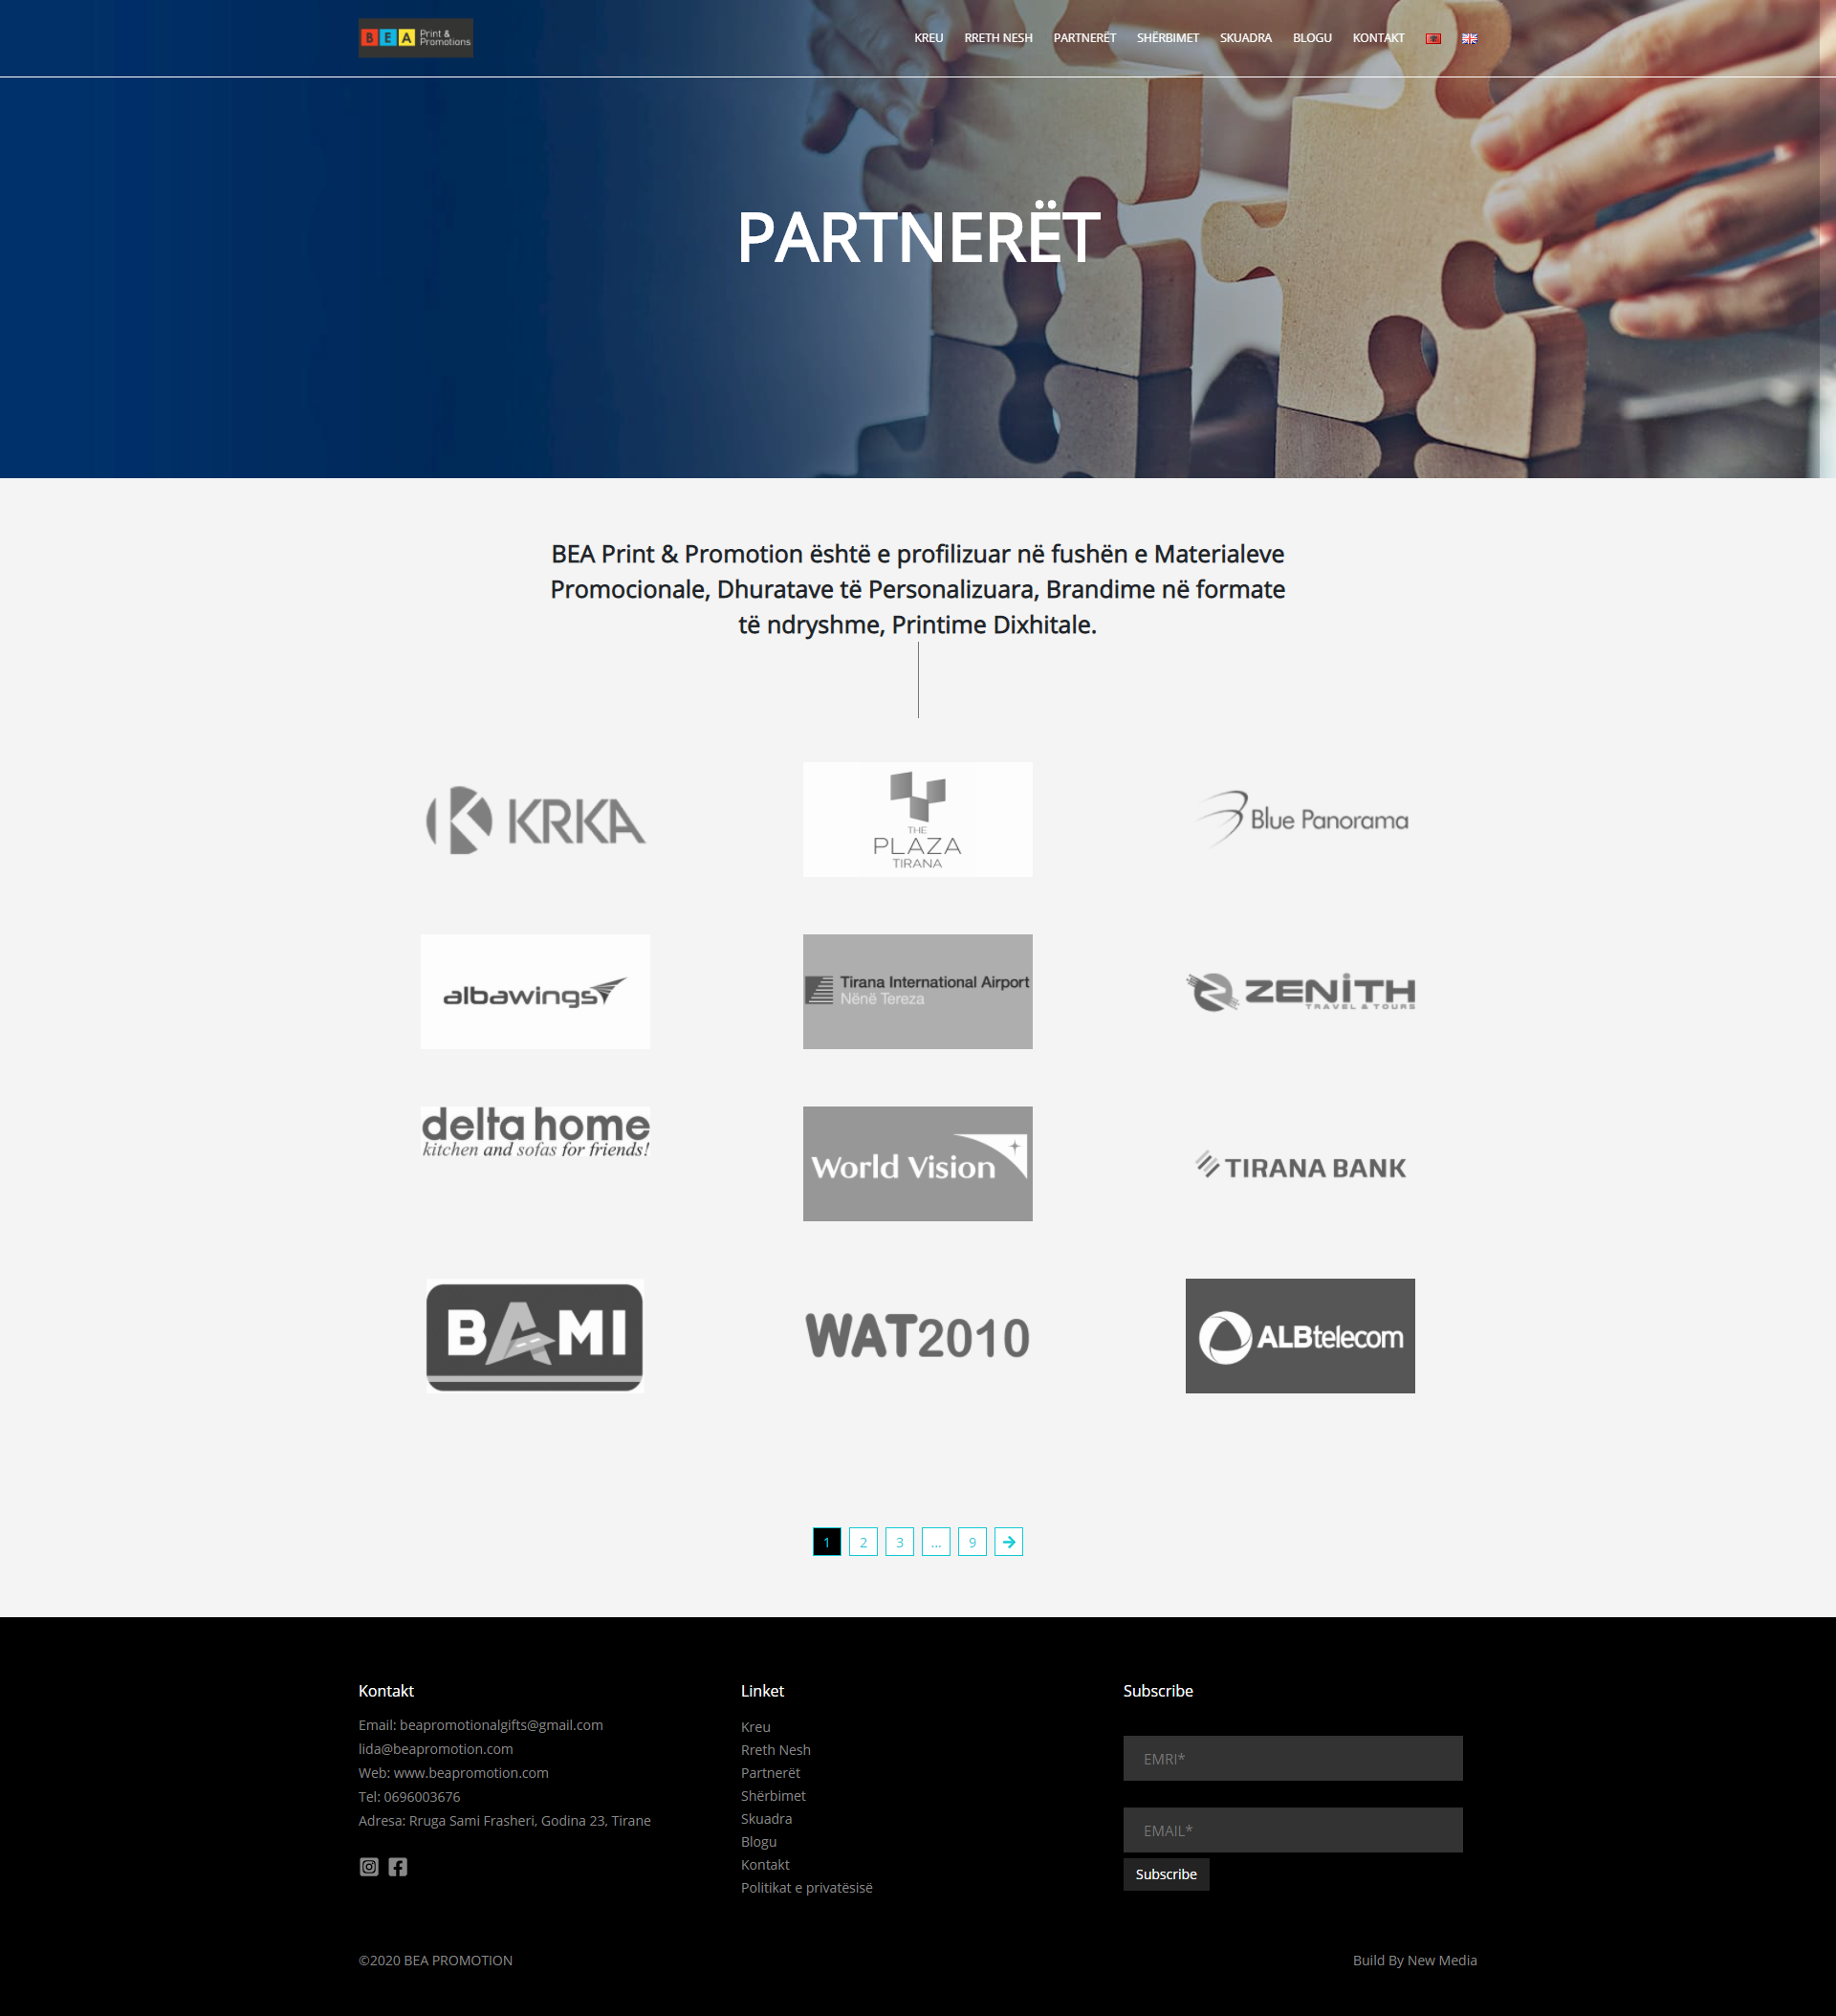 BEA Print &
Promotions
KREU RRETH NESH PARTNERËT SHËRBIMET SKUADRA BLOGU KONTAKT
PARTNERËT
BEA Print & Promotion është e profilizuar në fushën e Materialeve
Promocionale, Dhuratave të Personalizuara, Brandime në formate
të ndryshme, Printime Dixhitale.
KRKA
THE
PLAZA
TIRANA
Blue Panorama
albawings
Tirana International Airport
Nënë Tereza
ZENiTH
TRAVEL & TOURS
delta home
kitchen and sofas for friends!
World Vision
TIRANA BANK
BAMI
WAT2010
ALBtelecom
1 2 3 ... 9
Kontakt
Email: beapromotionalgifts@gmail.com
lida@beapromotion.com
Web: www.beapromotion.com
Tel: 0696003676
Adresa: Rruga Sami Frasheri, Godina 23, Tirane
Linket
Kreu
Rreth Nesh
Partnerët
Shërbimet
Skuadra
Blogu
Kontakt
Politikat e privatësisë
Subscribe
EMRI*
EMAIL*
Subscribe
©2020 BEA PROMOTION
Build By New Media